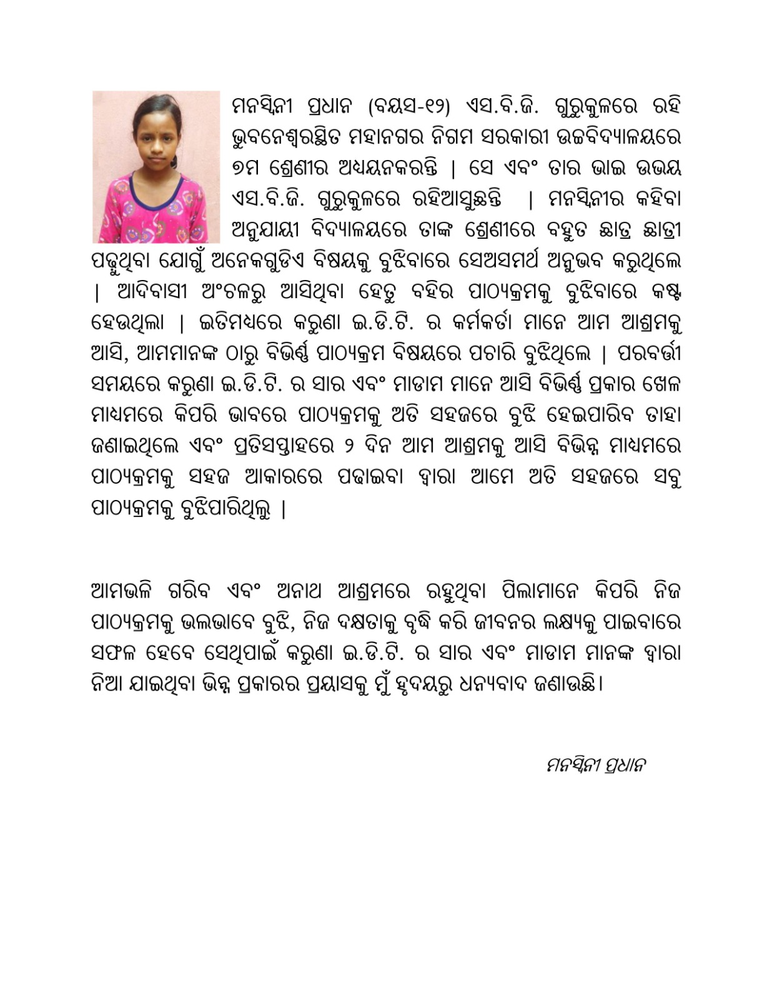 ମନସ୍ୱିନୀ ପ୍ରଧାନ (ବୟସ-୧୨) ଏସ.ବି.ଜି. ଗୁରୁକୁଳରେ ରହି
ଭୁବନେଶ୍ୱରସ୍ଥିତ ମହାନଗର ନିଗମ ସରକାରୀ ଉଚ୍ଚବିଦ୍ୟାଳୟରେ
୭ମ ଶ୍ରେଣୀର ଅଧ୍ୟୟନକରନ୍ତି | ସେ ଏବଂ ତାର ଭାଇ ଉଭୟ
ଏସ.ବି.ଜି. ଗୁରୁକୁଳରେ ରହିଆସୁଛନ୍ତି | ମନସ୍ୱିନୀର କହିବା
ଅନୁଯାୟୀ ବିଦ୍ୟାଳୟରେ ତାଙ୍କ ଶ୍ରେଣୀରେ ବହୁତ ଛାତ୍ର ଛାତ୍ରୀ
ପଢ଼ୁଥିବା ଯୋଗୁଁ ଅନେକଗୁଡିଏ ବିଷୟକୁ ବୁଝିବାରେ ସେଅସମର୍ଥ ଅନୁଭବ କରୁଥିଲେ
| ଆଦିବାସୀ ଅଂଚଳରୁ ଆସିଥିବା ହେତୁ ବହିର ପାଠ୍ୟକ୍ରମକୁ ବୁଝିବାରେ କଷ୍ଟ
ହେଉଥିଲା | ଇତିମଧ୍ୟରେ କରୁଣା ଇ.ଡି.ଟି. ର କର୍ମକର୍ତା ମାନେ ଆମ ଆଶ୍ରମକୁ
ଆସି, ଆମମାନଙ୍କ ଠାରୁ ବିଭିର୍ଣ୍ଣ ପାଠ୍ୟକ୍ରମ ବିଷୟରେ ପଚାରି ବୁଝିଥିଲେ | ପରବର୍ତ୍ତୀ
ସମୟରେ କରୁଣା ଇ.ଡି.ଟି. ର ସାର ଏବଂ ମାଡାମ ମାନେ ଆସି ବିଭିର୍ଣ୍ଣ ପ୍ରକାର ଖେଳ
ମାଧ୍ୟମରେ କିପରି ଭାବରେ ପାଠ୍ୟକ୍ରମକୁ ଅତି ସହଜରେ ବୁଝି ହେଇପାରିବ ତାହା
ଜଣାଇଥିଲେ ଏବଂ ପ୍ରତିସପ୍ତାହରେ ୨ ଦିନ ଆମ ଆଶ୍ରମକୁ ଆସି ବିଭିନ୍ନ ମାଧ୍ୟମରେ
ପାଠ୍ୟକ୍ରମକୁ ସହଜ ଆକାରରେ ପଢାଇବା ଦ୍ୱାରା ଆମେ ଅତି ସହଜରେ ସବୁ
ପାଠ୍ୟକ୍ରମକୁ ବୁଝିପାରିଥିଲୁ |
ଆମଭଳି ଗରିବ ଏବଂ ଅନାଥ ଆଶ୍ରମରେ ରହୁଥିବା ପିଲାମାନେ କିପରି ନିଜ
ପାଠ୍ୟକ୍ରମକୁ ଭଲଭାବେ ବୁଝି, ନିଜ ଦକ୍ଷତାକୁ ବୃଦ୍ଧି କରି ଜୀବନର ଲକ୍ଷ୍ୟକୁ ପାଇବାରେ
ସଫଳ ହେବେ ସେଥିପାଇଁ କରୁଣା ଇ.ଡି.ଟି. ର ସାର ଏବଂ ମାଡାମ ମାନଙ୍କ ଦ୍ୱାରା
ନିଆ ଯାଇଥିବା ଭିନ୍ନ ପ୍ରକାରର ପ୍ରୟାସକୁ ମୁଁ ହୃଦୟରୁ ଧନ୍ୟବାଦ ଜଣାଉଛି।
ମନସ୍ୱିନୀ ପ୍ରଧାନ